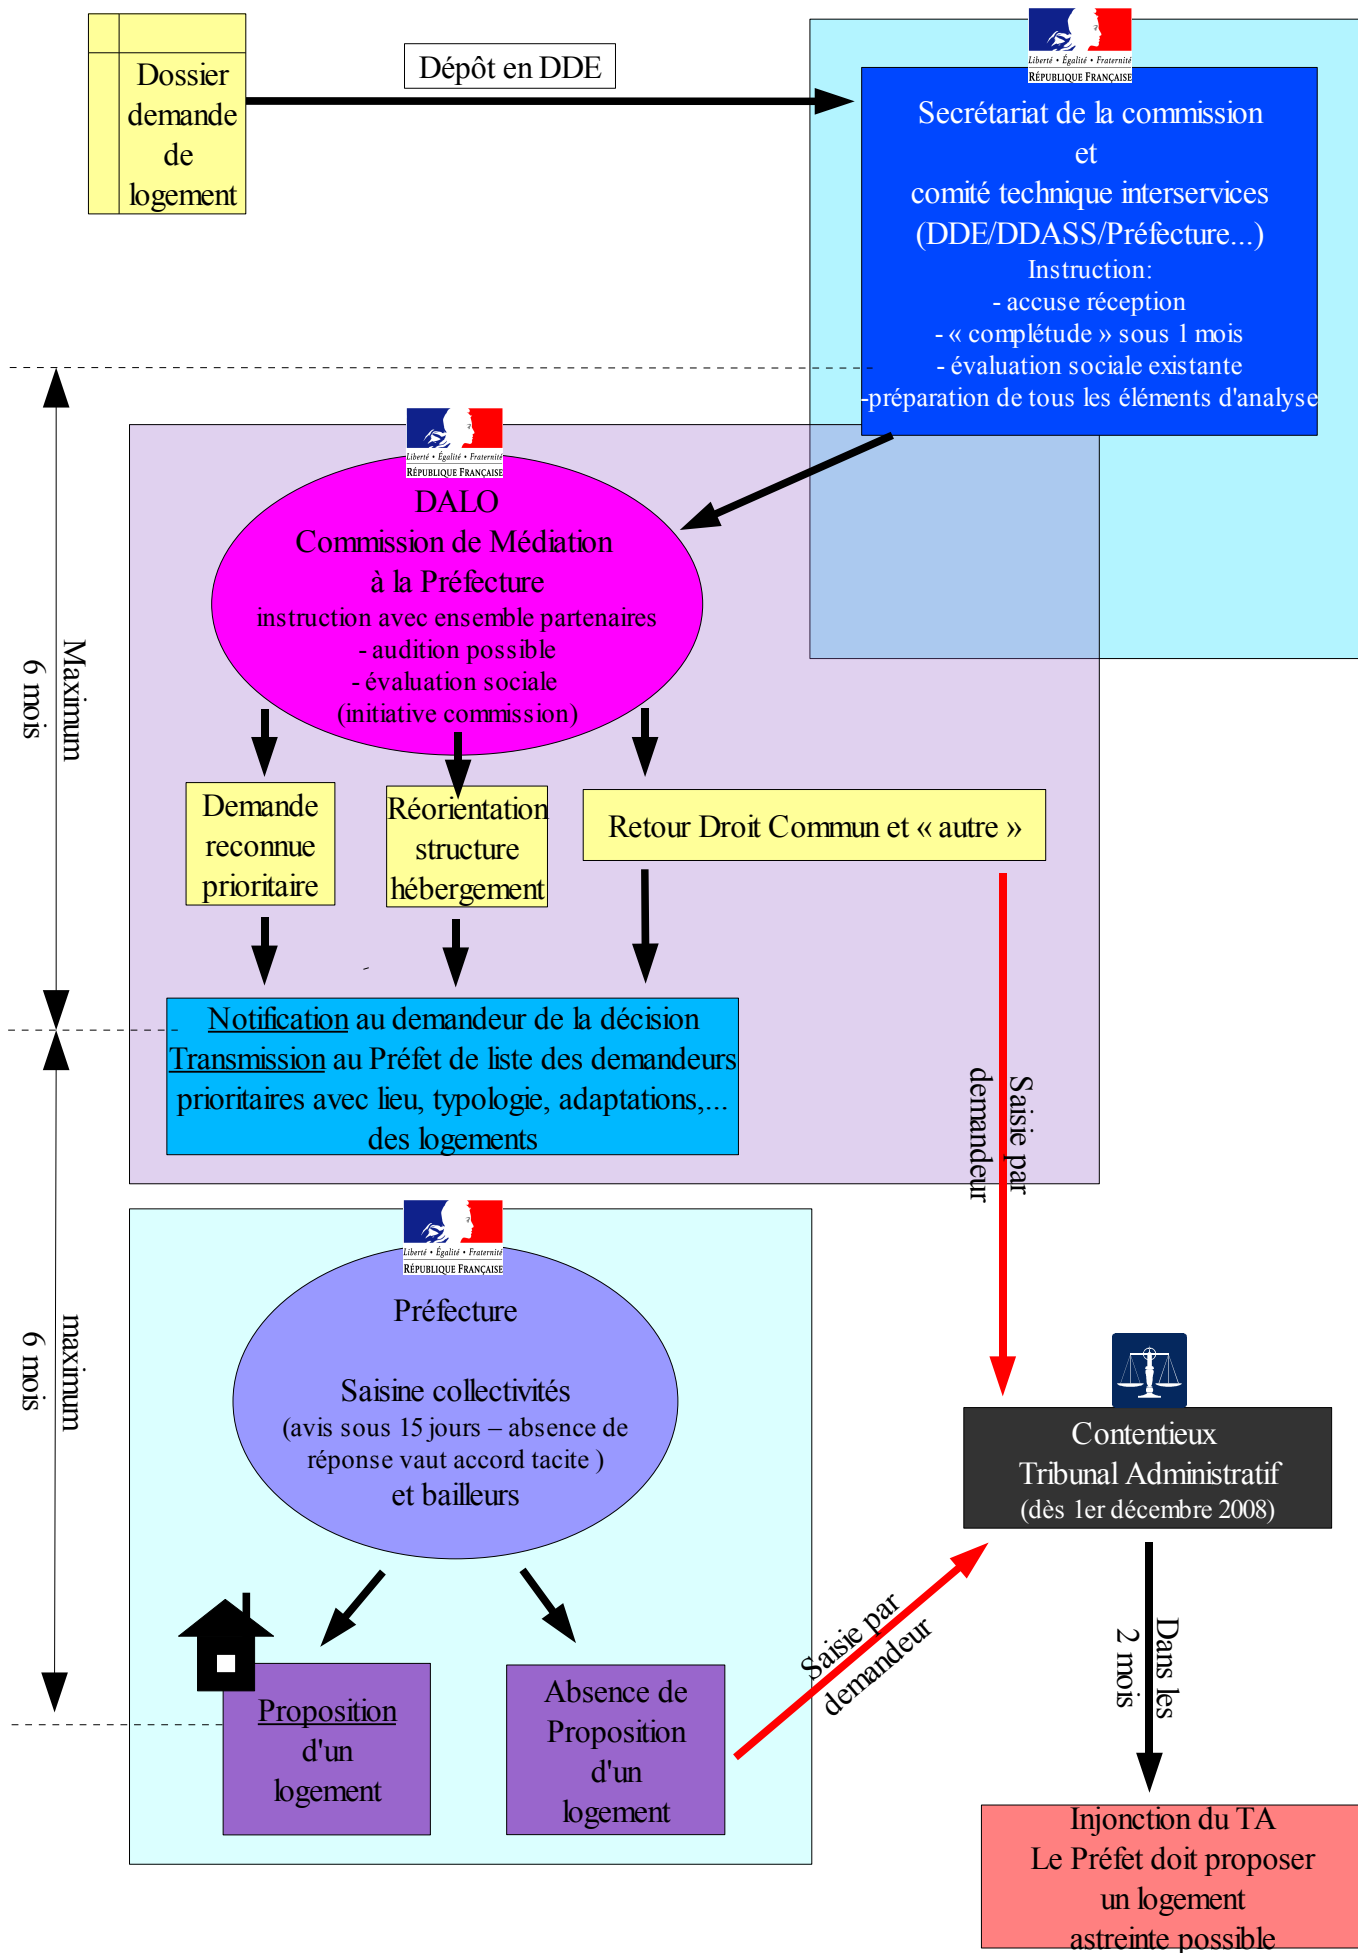 Dossier
demande
de
logement
Dépôt en DDE
Liberté • Égalité • Fraternité
RÉPUBLIQUE FRANÇAISE
Secrétariat de la commission
et
comité technique interservices
(DDE/DDASS/Préfecture...)
Instruction:
- accuse réception
- « complétude » sous 1 mois
- évaluation sociale existante
-préparation de tous les éléments d'analyse
Maximum
6 mois
Liberté • Égalité • Fraternité
RÉPUBLIQUE FRANÇAISE
DALO
Commission de Médiation
à la Préfecture
instruction avec ensemble partenaires
- audition possible
- évaluation sociale
(initiative commission)
Demande
reconnue
prioritaire
Réorientation
structure
hébergement
Retour Droit Commun et « autre »
-
Notification au demandeur de la décision
Transmission au Préfet de liste des demandeurs
prioritaires avec lieu, typologie, adaptations,...
des logements
Saisie par
demandeur
maximum
6 mois
Liberté • Égalité • Fraternité
RÉPUBLIQUE FRANÇAISE
Préfecture
Saisine collectivités
(avis sous 15 jours – absence de
réponse vaut accord tacite )
et bailleurs
Proposition
d'un
logement
Absence de
Proposition
d'un
logement
Saisie par
demandeur
Contentieux
Tribunal Administratif
(dès 1er décembre 2008)
Dans les
2 mois
Injonction du TA
Le Préfet doit proposer
un logement
astreinte possible